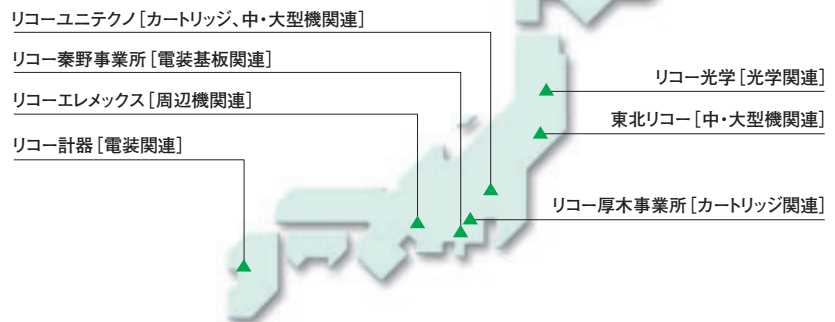 リコーユニテクノ［カートリッジ、中・大型機関連］
リコー秦野事業所［電装基板関連］
リコーエレメックス［周辺機関連］
リコー計器［電装関連］
リコー光学［光学関連］
東北リコー［中・大型機関連］
リコー厚木事業所［カートリッジ関連］